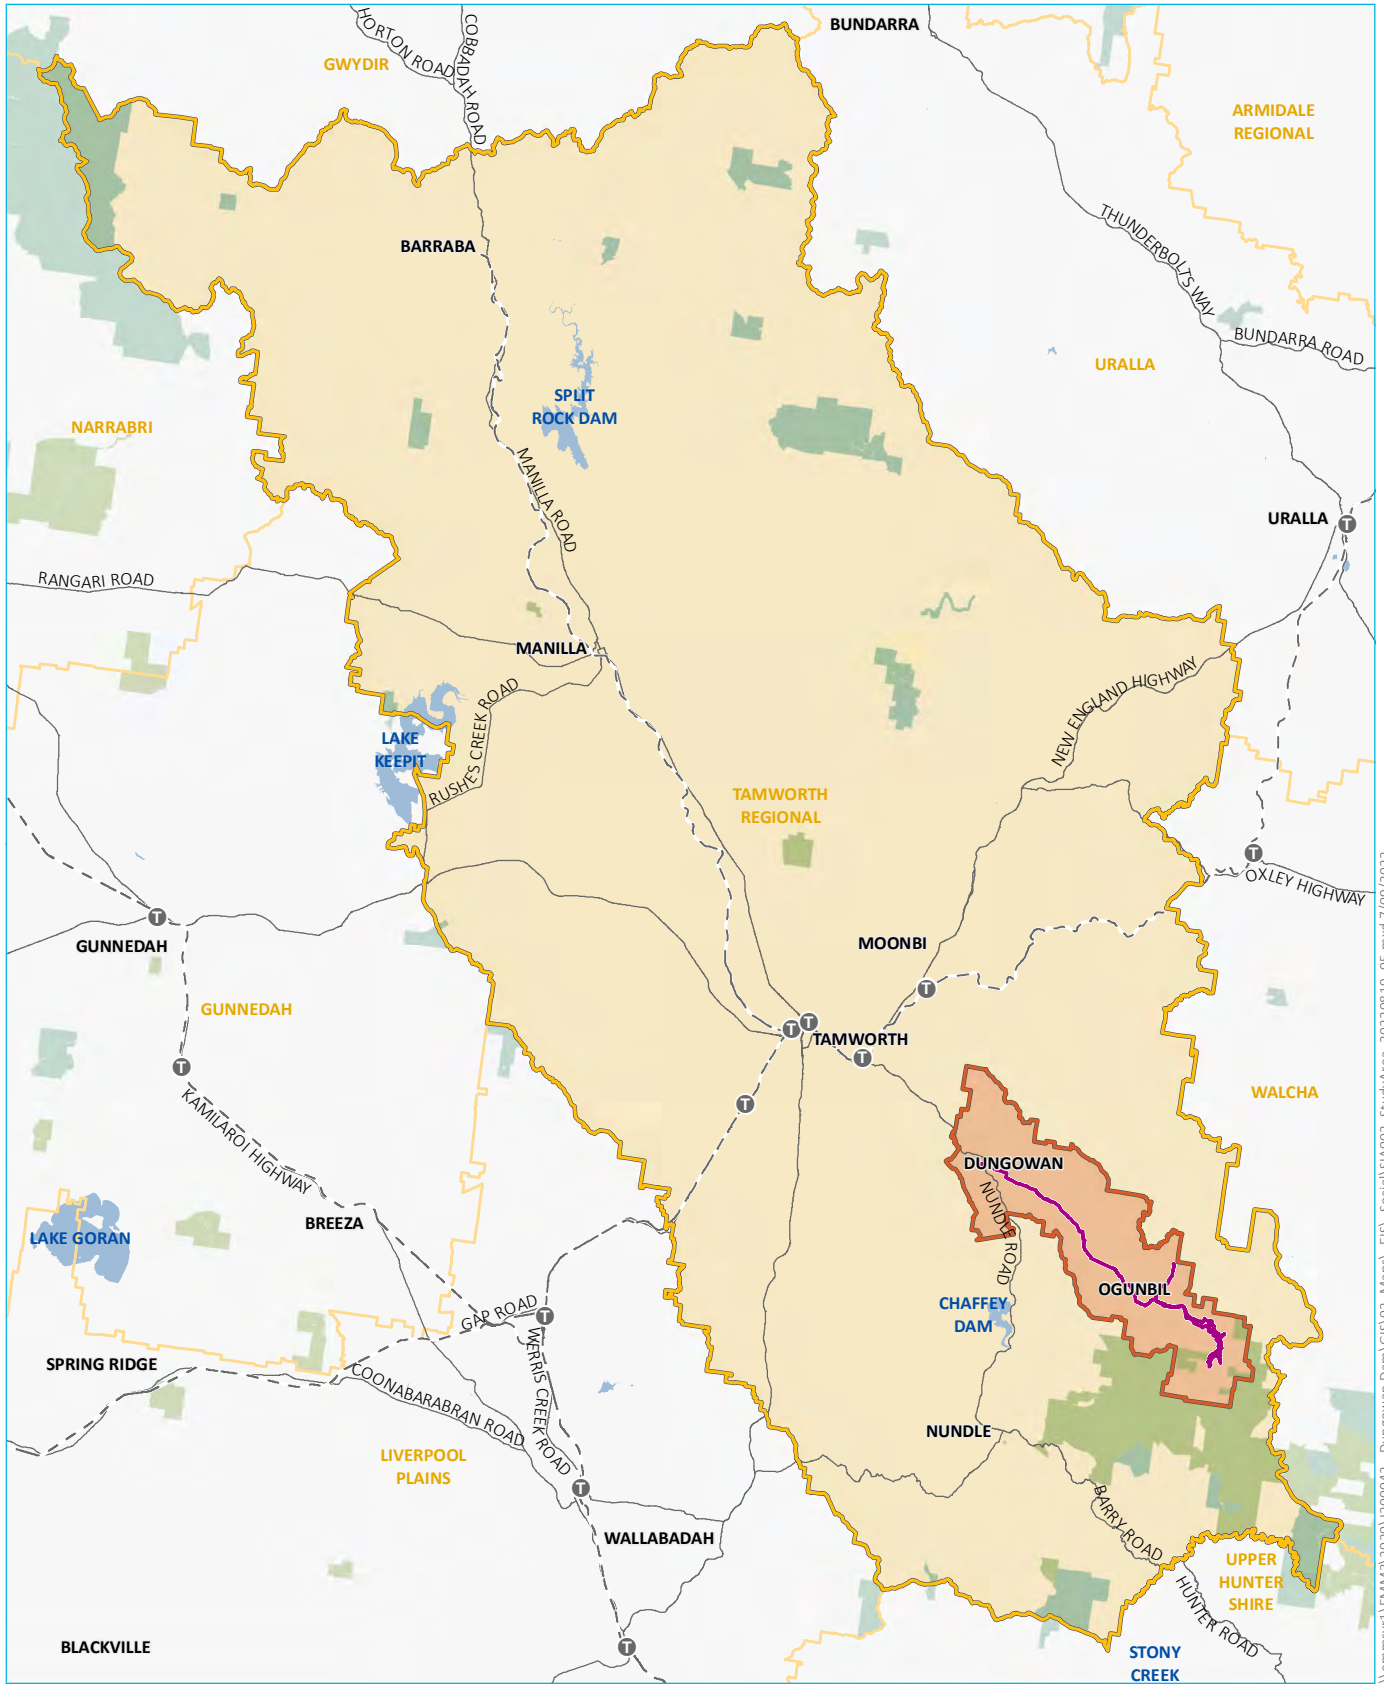 BUNDARRA
HORTON ROAD
COBBADAH ROAD
GWYDIR
ARMIDALE
REGIONAL
BARRABA
THUNDERBOLTS WAY
BUNDARRA ROAD
URALLA
SPLIT
ROCK DAM
NARRABRI
MANILLA ROAD
URALLA
T
RANGARI ROAD
MANILLA
RUSHES CREEK ROAD
NEW ENGLAND HIGHWAY
LAKE
KEEPIT
TAMWORTH
REGIONAL
T
OXLEY HIGHWAY
T
GUNNEDAH
MOONBI
T
GUNNEDAH
T
T
TAMWORTH
T
T
KAMILAROI HIGHWAY
T
WALCHA
DUNGOWAN
NUNDLE ROAD
BREEZA
LAKE GORAN
OGUNBIL
CHAFFEY
DAM
GAP ROAD
T
WERRIS CREEK ROAD
SPRING RIDGE
COONABARABRAN ROAD
NUNDLE
LIVERPOOL
PLAINS
T
BARRY ROAD
WALLABADAH
UPPER
HUNTER
SHIRE
HUNTER ROAD
BLACKVILLE
T
STONY
CREEK